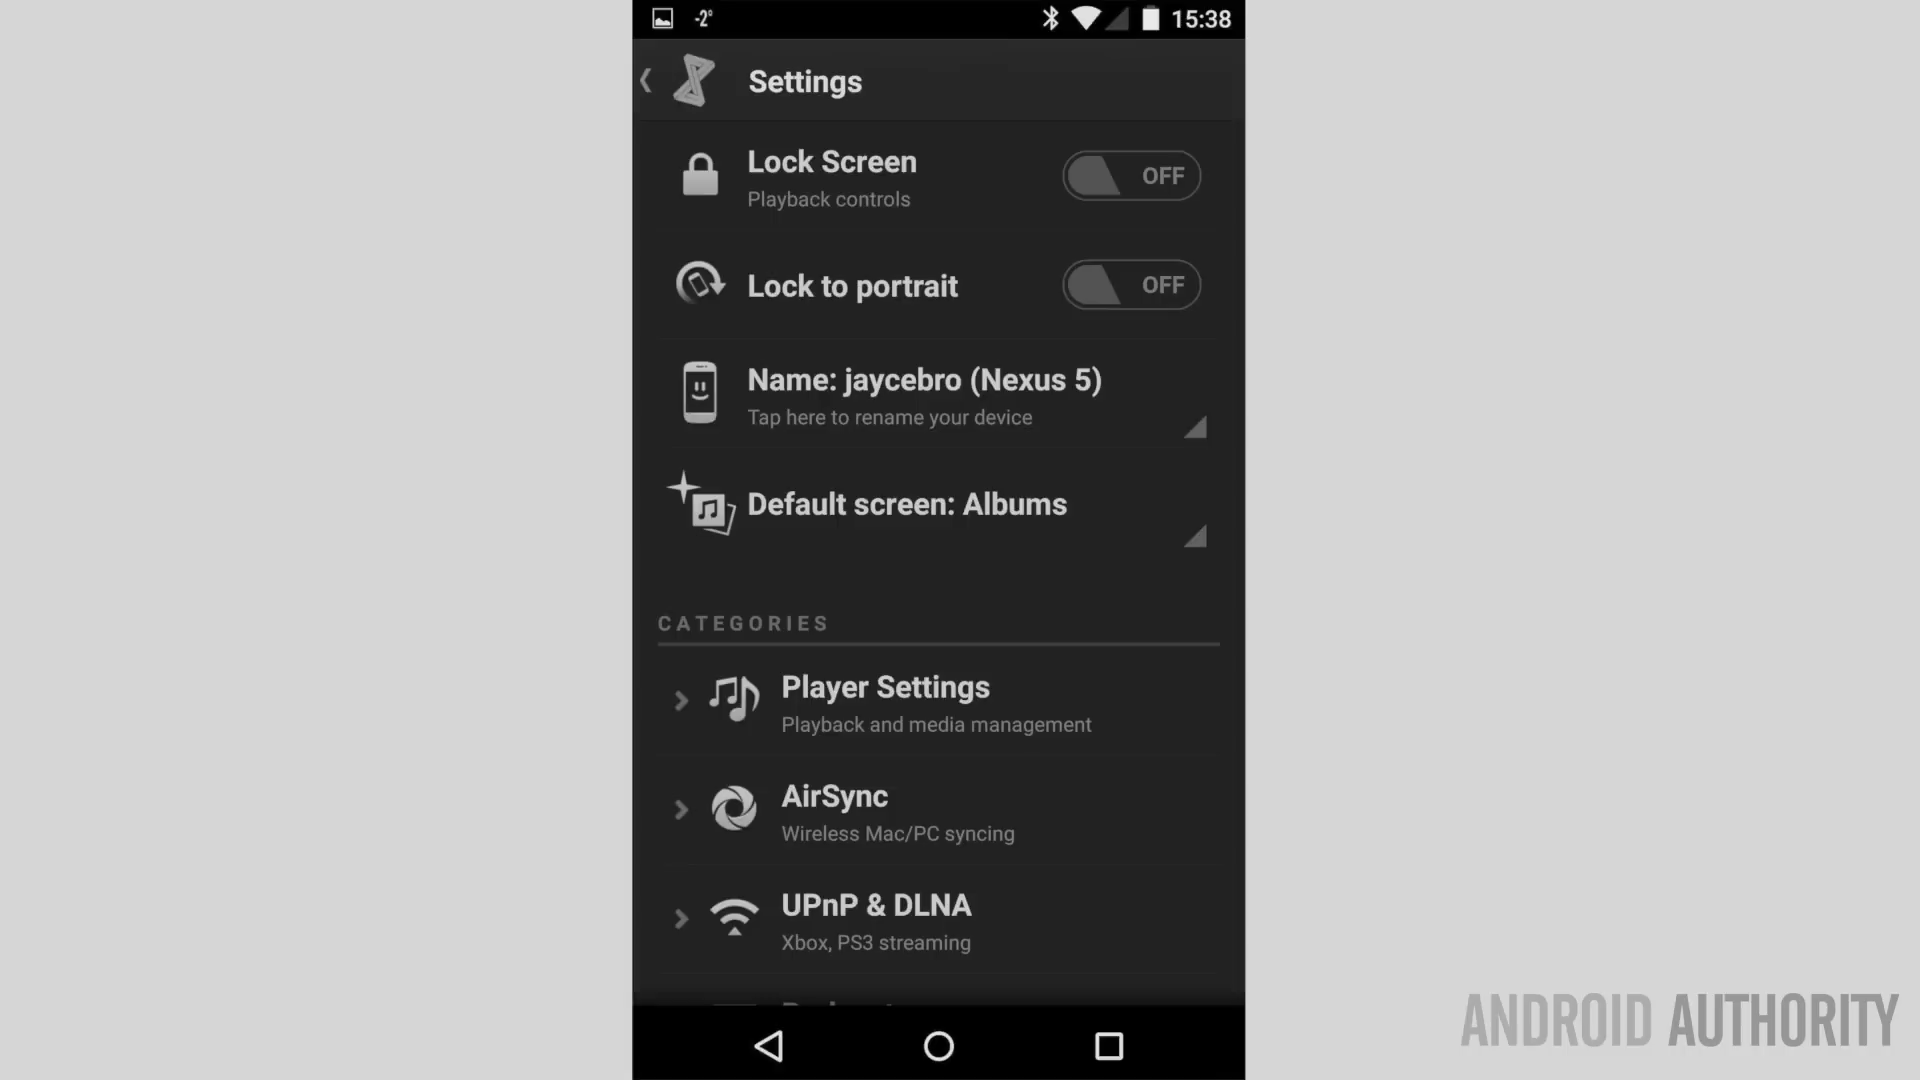 -2° 15:38
Settings
Lock Screen
Playback controls
OFF
Lock to portrait
OFF
Name: jaycebro (Nexus 5)
Tap here to rename your device
Default screen: Albums
CATEGORIES
Player Settings
Playback and media management
AirSync
Wireless Mac/PC syncing
UPnP & DLNA
Xbox, PS3 streaming
ANDROID AUTHORITY